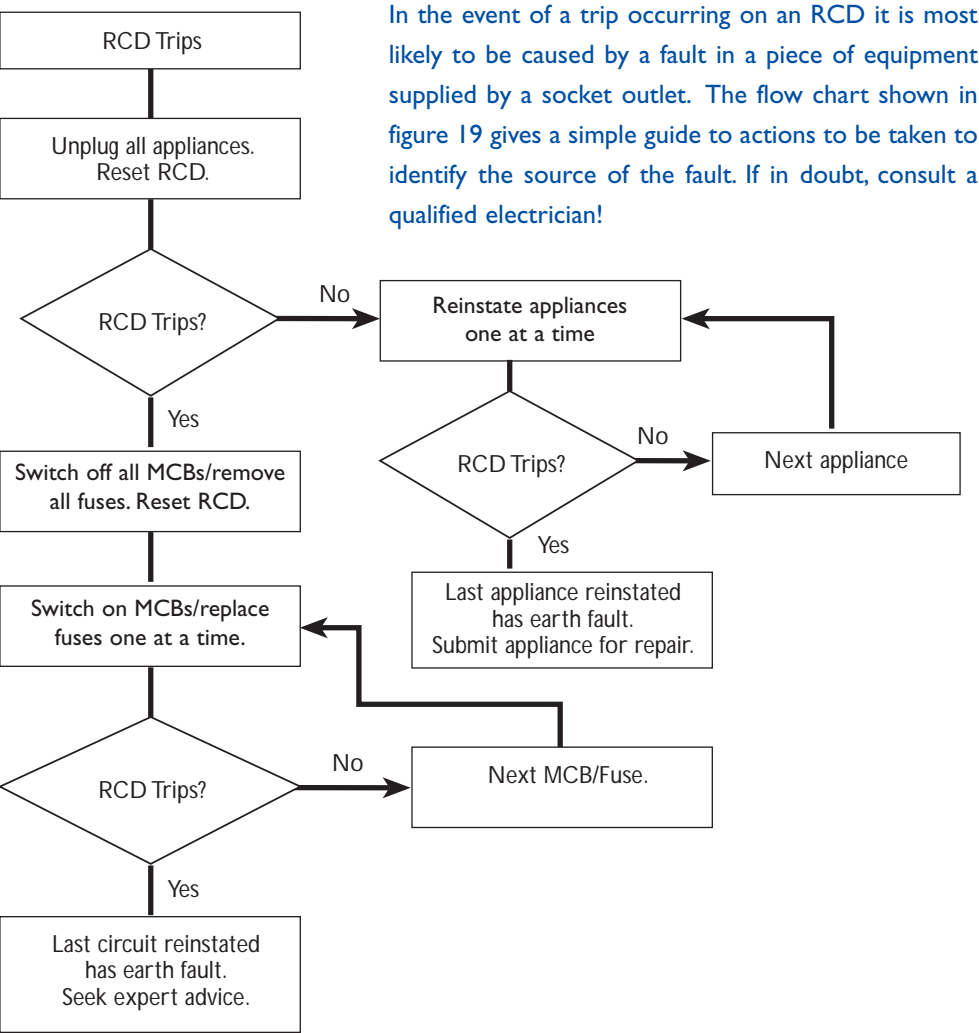 In the event of a trip occurring on an RCD it is most
likely to be caused by a fault in a piece of equipment
supplied by a socket outlet. The flow chart shown in
figure 19 gives a simple guide to actions to be taken to
identify the source of the fault. If in doubt, consult a
qualified electrician!
RCD Trips
Unplug all appliances.
Reset RCD.
RCD Trips?
No
Reinstate appliances
one at a time
RCD Trips?
No
Next appliance
Yes
Last appliance reinstated
has earth fault.
Submit appliance for repair.
Yes
Switch off all MCBs/remove
all fuses. Reset RCD.
Switch on MCBs/replace
fuses one at a time.
RCD Trips?
No
Next MCB/Fuse.
Yes
Last circuit reinstated
has earth fault.
Seek expert advice.